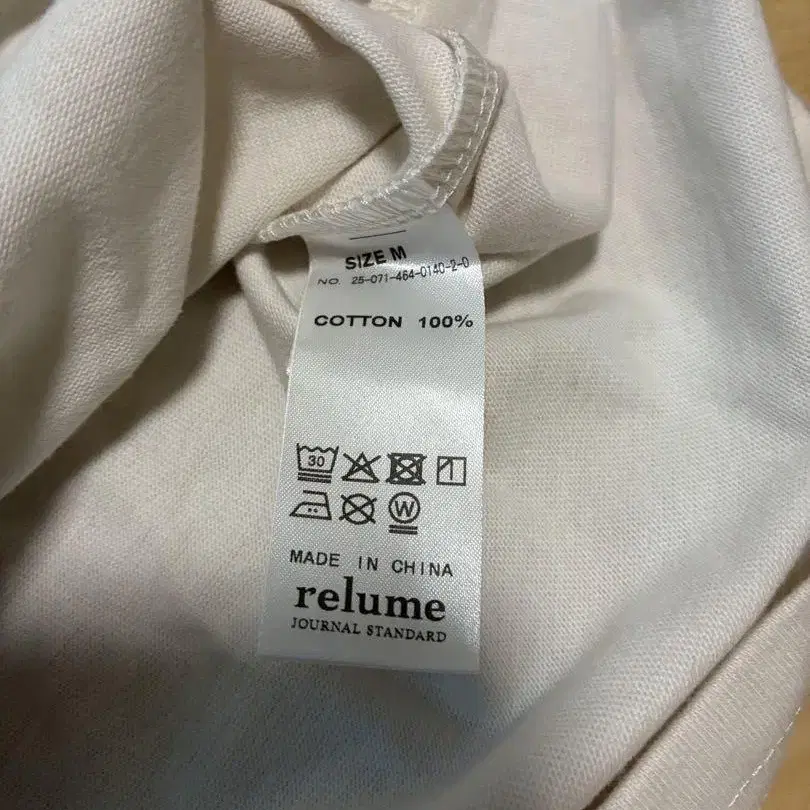 SIZE M
NO. 25-071-464-0140-2-0
COTTON 100%
30
W
MADE IN CHINA
relume
JOURNAL STANDARD